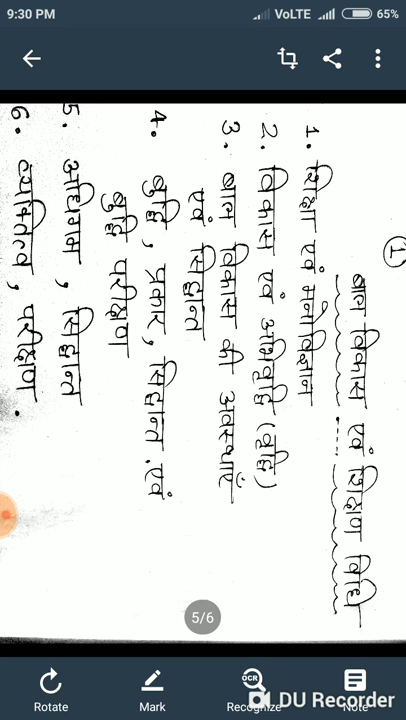 9:30 PM
VoLTE
65%
1
बाल विकास एवं शिक्षण विधि
1. शिक्षा एवं मनोविज्ञान
2. विकास एवं अभिवृद्धि (वृद्धि)
3. बाल विकास की अवस्थाएँ
एवं सिद्धान्त
4. बुद्धि, प्रकार, सिद्धान्त एवं
बुद्धि परीक्षण
5. अधिगम, सिद्धान्त
6. व्यक्तित्व, परीक्षण.
5/6
Rotate
Mark
OCR
Recognize
Note
DU Recorder